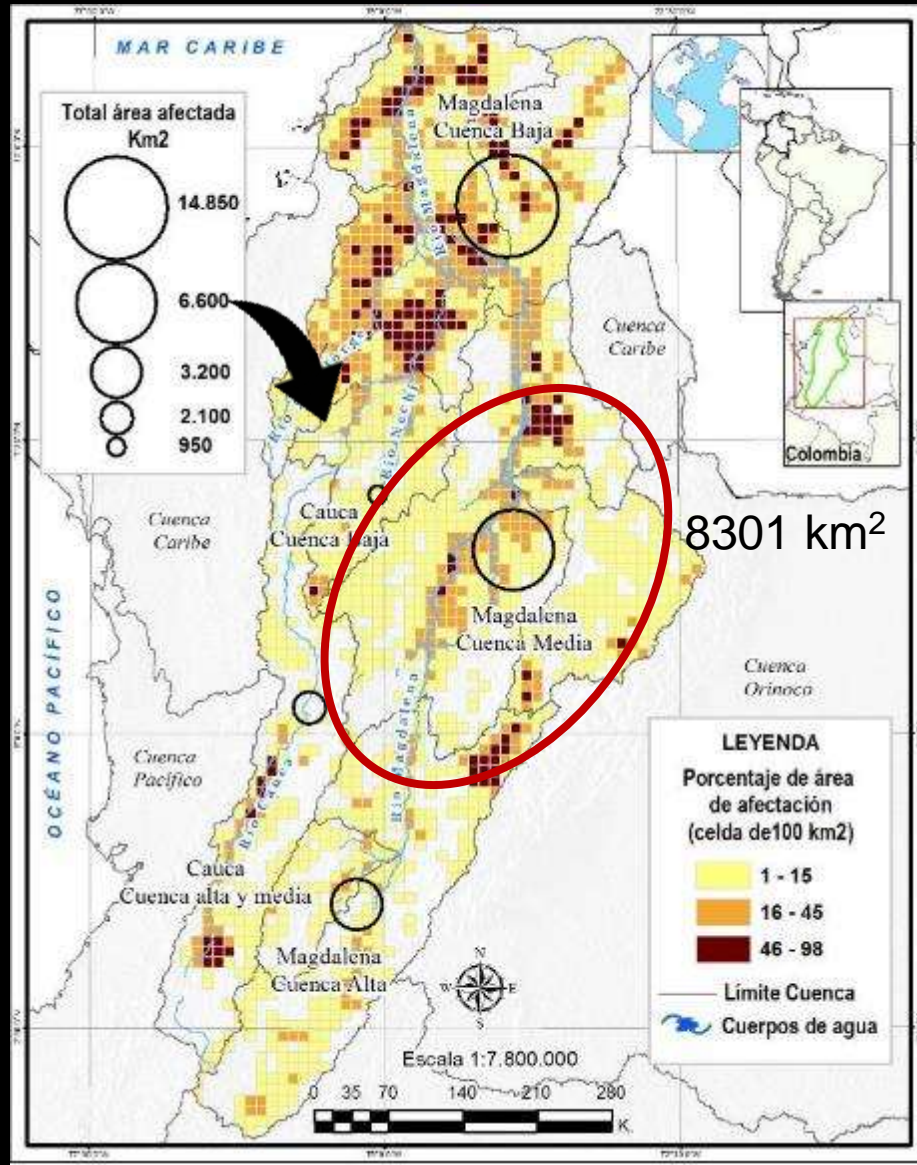 MAR CARIBE
Total área afectada
Km2
14.850
6.600
3.200
2.100
950
Magdalena
Cuenca Baja
Río Magdalena
Cuenca
Caribe
Colombia
Río Nechí
Cauca
Cuenca Baja
Cuenca
Caribe
8301 km²
Magdalena
Cuenca Media
OCÉANO PACÍFICO
Cuenca
Orinoco
Río Magdalena
Cuenca
Pacífico
Río Cauca
Cauca
Cuenca alta y media
Magdalena
Cuenca Alta
LEYENDA
Porcentaje de área
de afectación
(celda de100 km2)
1 - 15
16 - 45
46 - 98
Límite Cuenca
Cuerpos de agua
N
W E
S
Escala 1:7.800.000
0 35 70 140 210 280
K